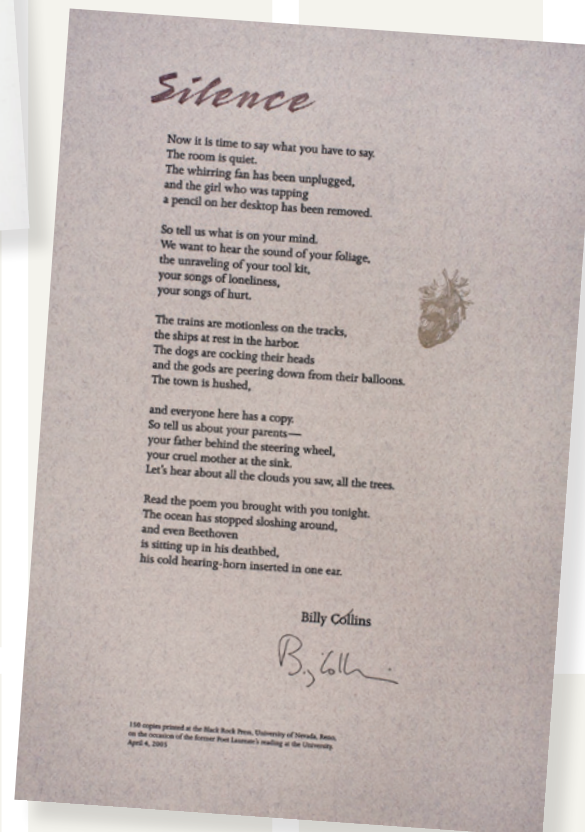 Silence
Now it is time to say what you have to say.
The room is quiet.
The whirring fan has been unplugged,
and the girl who was tapping
a pencil on her desktop has been removed.
So tell us what is on your mind.
We want to hear the sound of your foliage,
the unraveling of your tool kit,
your songs of loneliness,
your songs of hurt.
The trains are motionless on the tracks,
the ships at rest in the harbor.
The dogs are cocking their heads
and the gods are peering down from their balloons.
The town is hushed,
and everyone here has a copy.
So tell us about your parents—
your father behind the steering wheel,
your cruel mother at the sink.
Let's hear about all the clouds you saw, all the trees.
Read the poem you brought with you tonight.
The ocean has stopped sloshing around,
and even Beethoven
is sitting up in his deathbed,
his cold hearing-horn inserted in one ear.
Billy Collins
150 copies printed at the Black Rock Press, University of Nevada, Reno,
on the occasion of the former Poet Laureate's reading at the University.
April 4, 2005